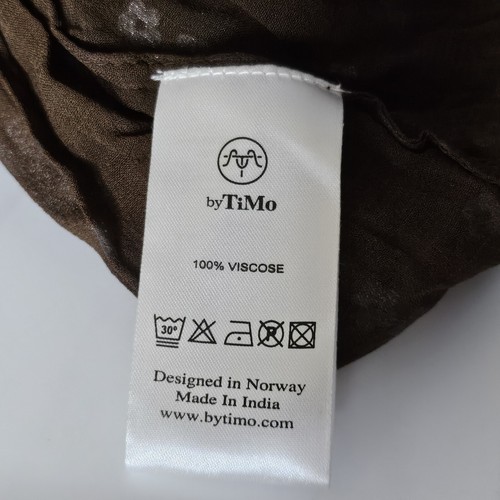 byTiMo
100% VISCOSE
30°
P
Designed in Norway
Made In India
www.bytimo.com